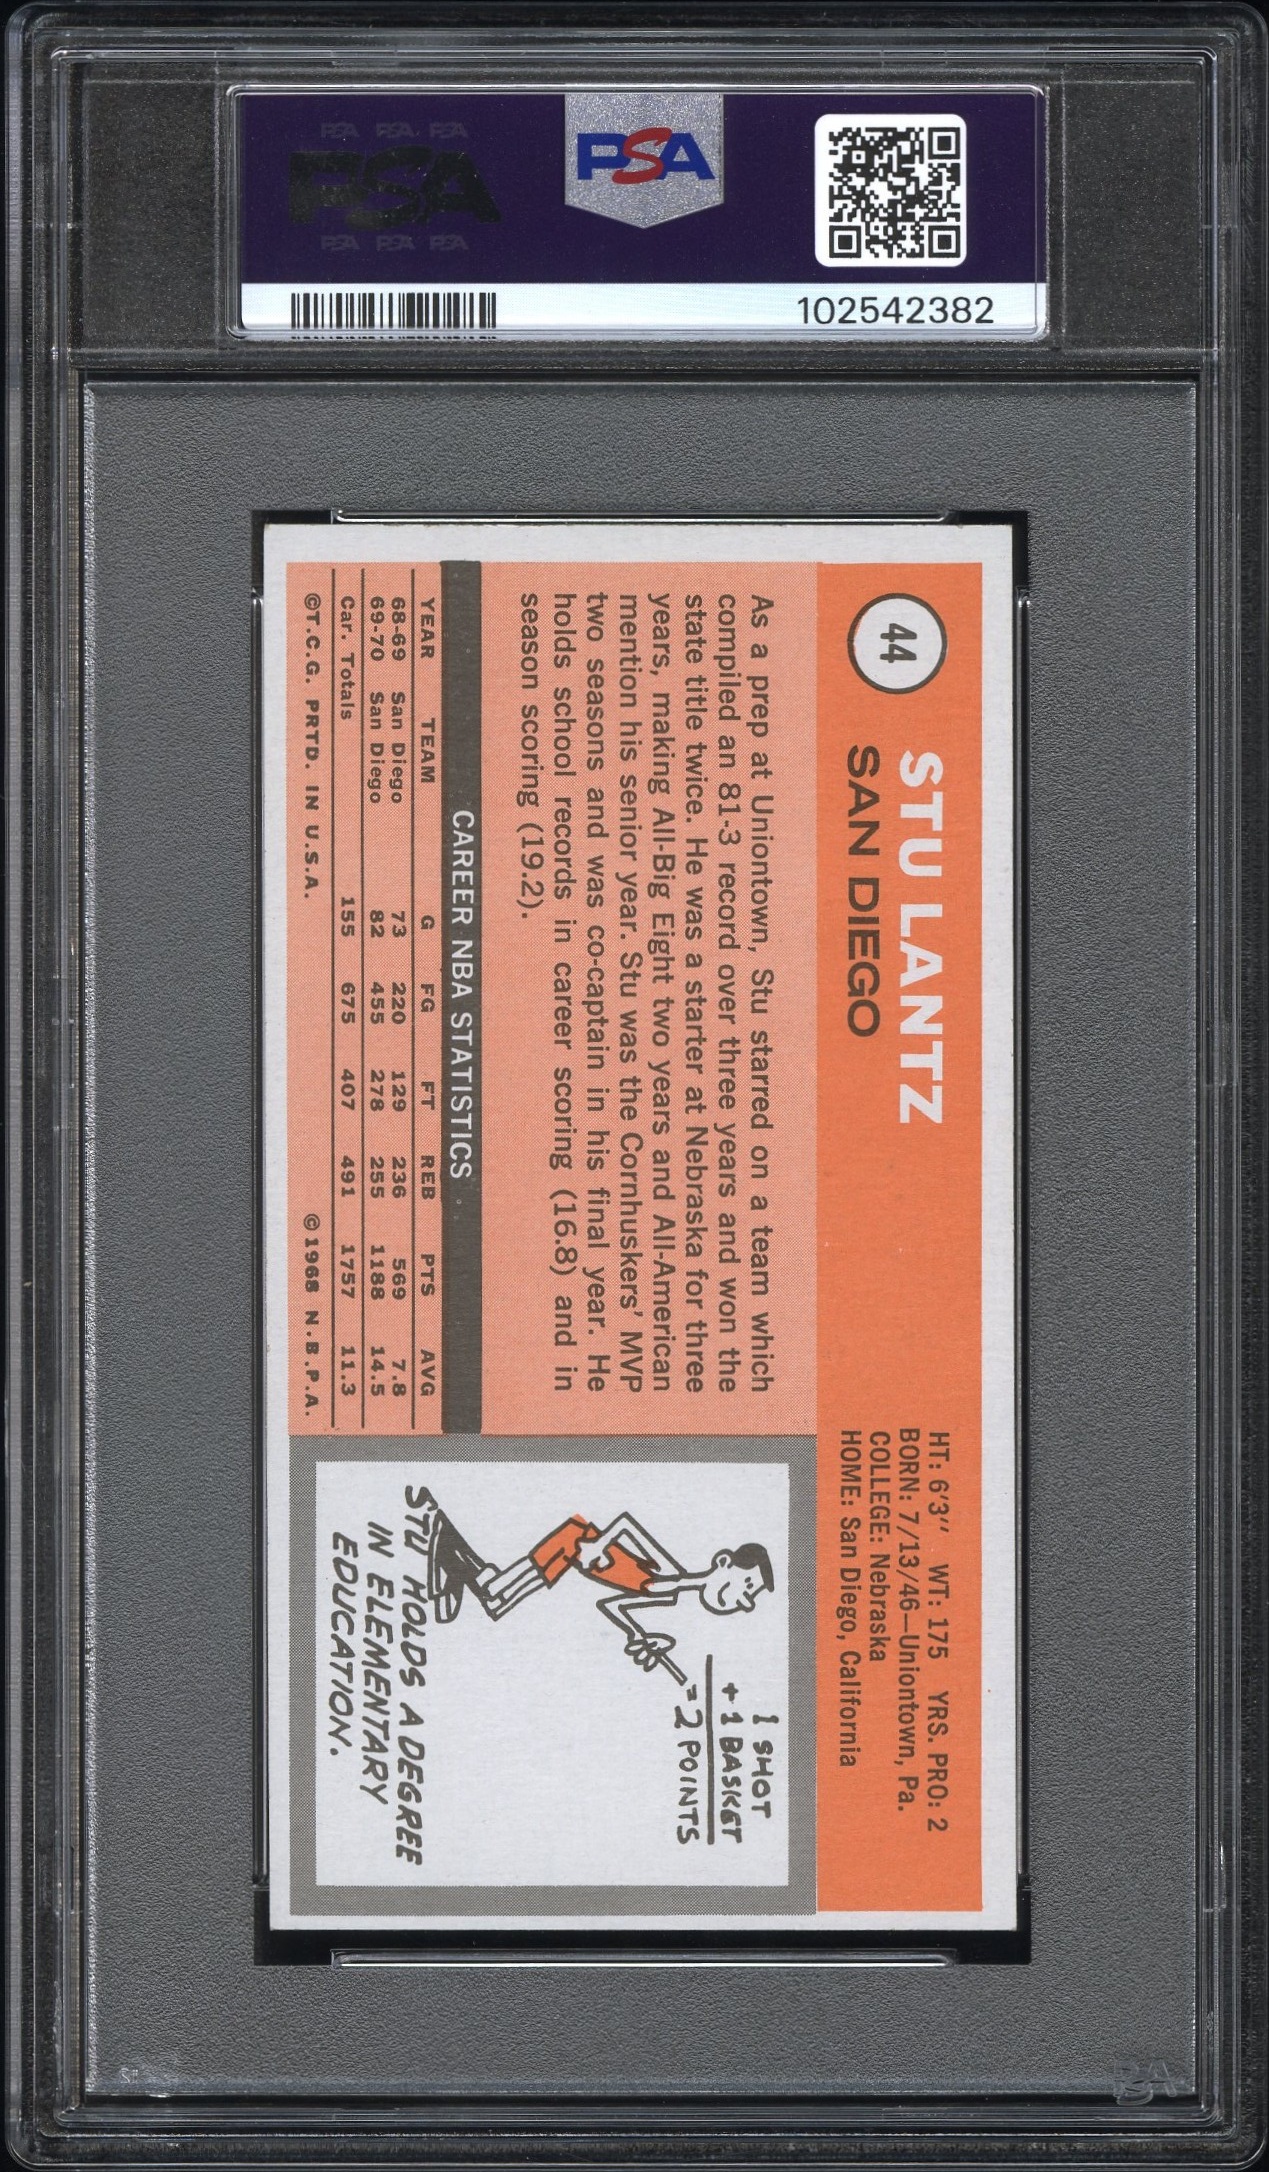 PSA PSA PSA
PSA
PSA PSA PSA
PSA
102542382
44
STU LANTZ
SAN DIEGO
HT: 6'3" WT: 175 YRS. PRO: 2
BORN: 7/13/46—Uniontown, Pa.
COLLEGE: Nebraska
HOME: San Diego, California
As a prep at Uniontown, Stu starred on a team which
compiled an 81-3 record over three years and won the
state title twice. He was a starter at Nebraska for three
years, making All-Big Eight two years and All-American
mention his senior year. Stu was the Cornhuskers' MVP
two seasons and was co-captain in his final year. He
holds school records in career scoring (16.8) and in
season scoring (19.2).
CAREER NBA STATISTICS
YEAR TEAM G FG FT REB PTS AVG
68-69 San Diego 73 220 129 236 569 7.8
69-70 San Diego 82 455 278 255 1188 14.5
Car. Totals 155 675 407 491 1757 11.3
©T.C.G. PRTD. IN U.S.A. ©1968 N.B.P.A.
1 SHOT
+1 BASKET
=2 POINTS
STU HOLDS A DEGREE
IN ELEMENTARY
EDUCATION.
PSA